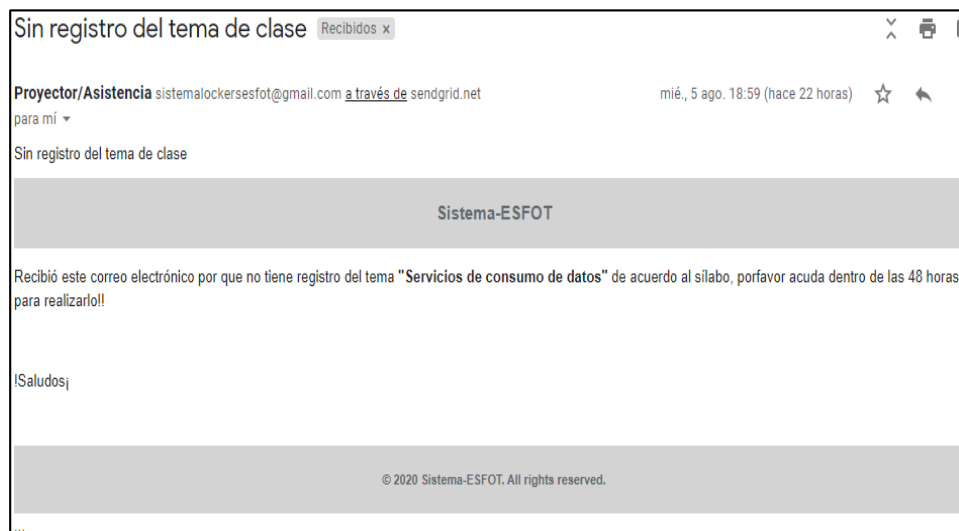 Sin registro del tema de clase Recibidos x
Proyector/Asistencia sistemalockersesfot@gmail.com a través de sendgrid.net mié., 5 ago. 18:59 (hace 22 horas)
para mí
Sin registro del tema de clase
Sistema-ESFOT
Recibió este correo electrónico por que no tiene registro del tema "Servicios de consumo de datos" de acuerdo al sílabo, porfavor acuda dentro de las 48 horas
para realizarlo!!
!Saludos¡
© 2020 Sistema-ESFOT. All rights reserved.
...